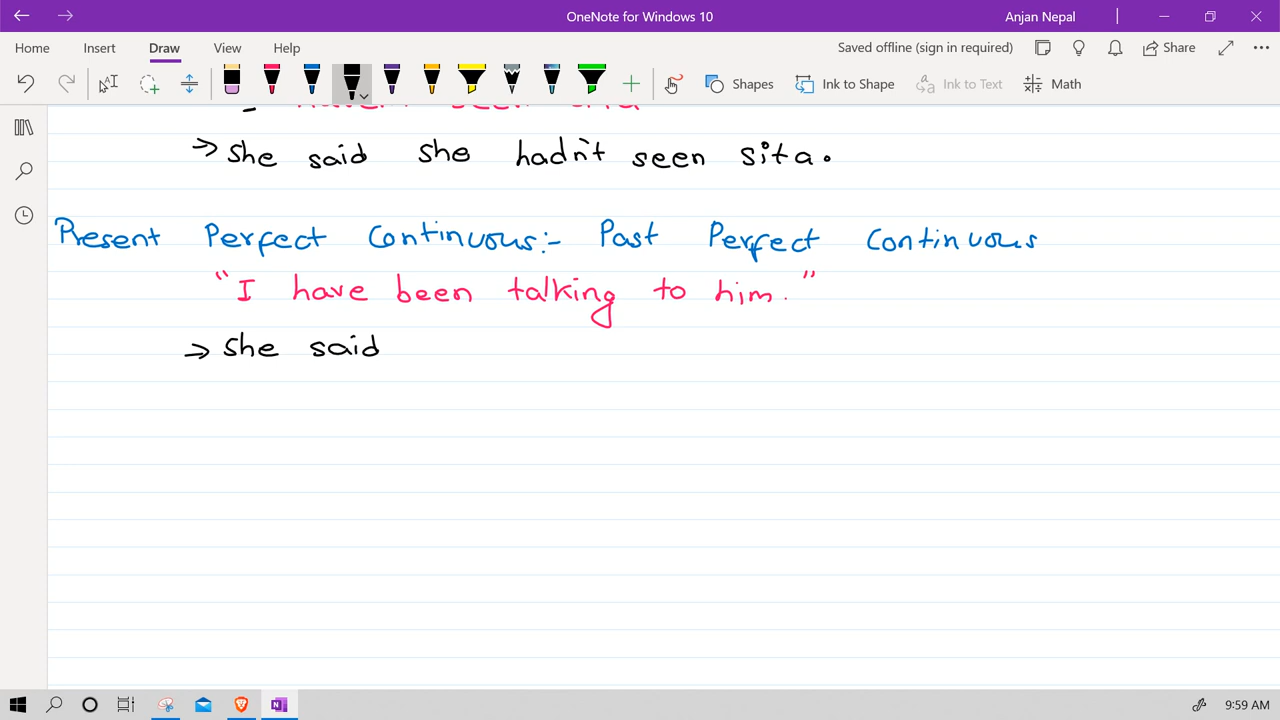 OneNote for Windows 10
Anjan Nepal
Home Insert Draw View Help
Saved offline (sign in required)
Share
Shapes
Ink to Shape
Ink to Text
Math
→ She said she hadn't seen sita.
Present Perfect Continuous:- Past Perfect Continuous
"I have been talking to him."
→ She said
9:59 AM